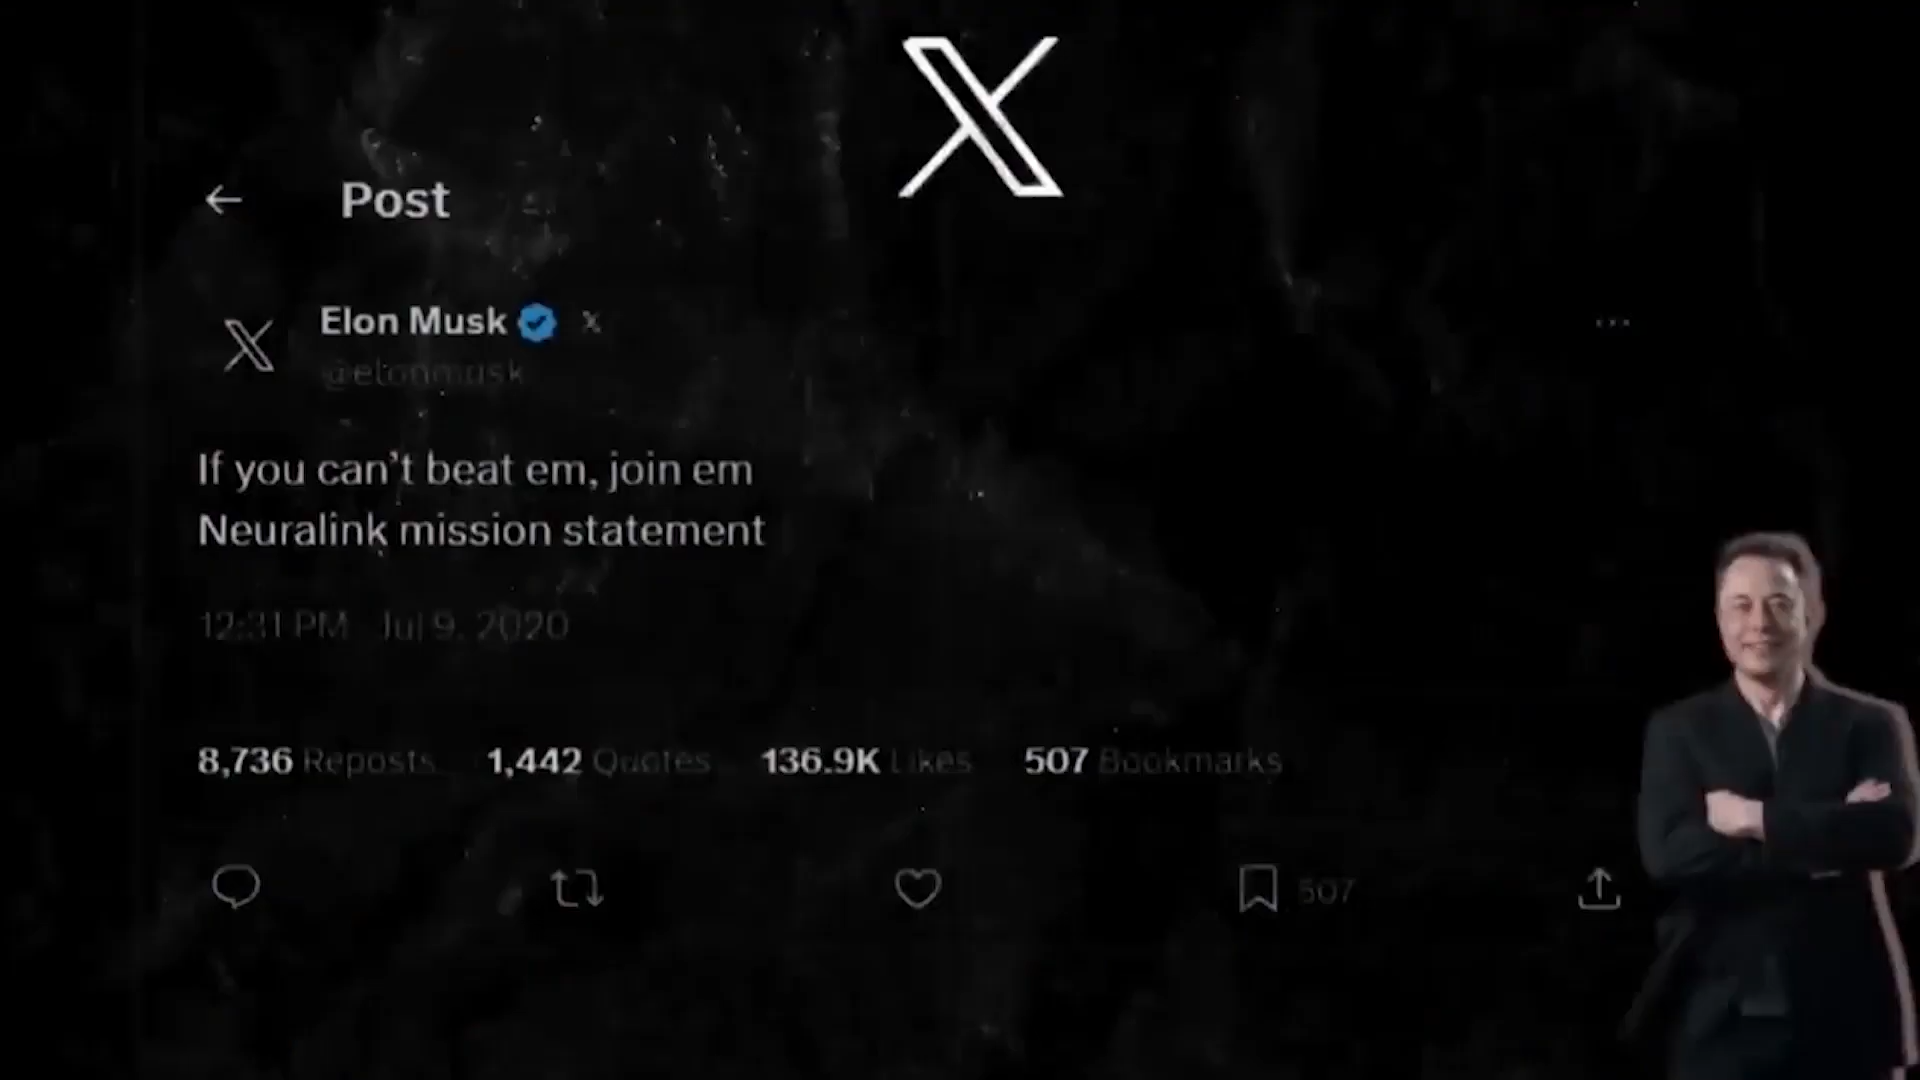 Post
Elon Musk
@elonmusk
If you can't beat em, join em
Neuralink mission statement
12:31 PM Jul 9, 2020
8,736 Reposts 1,442 Quotes 136.9K Likes 507 Bookmarks
507